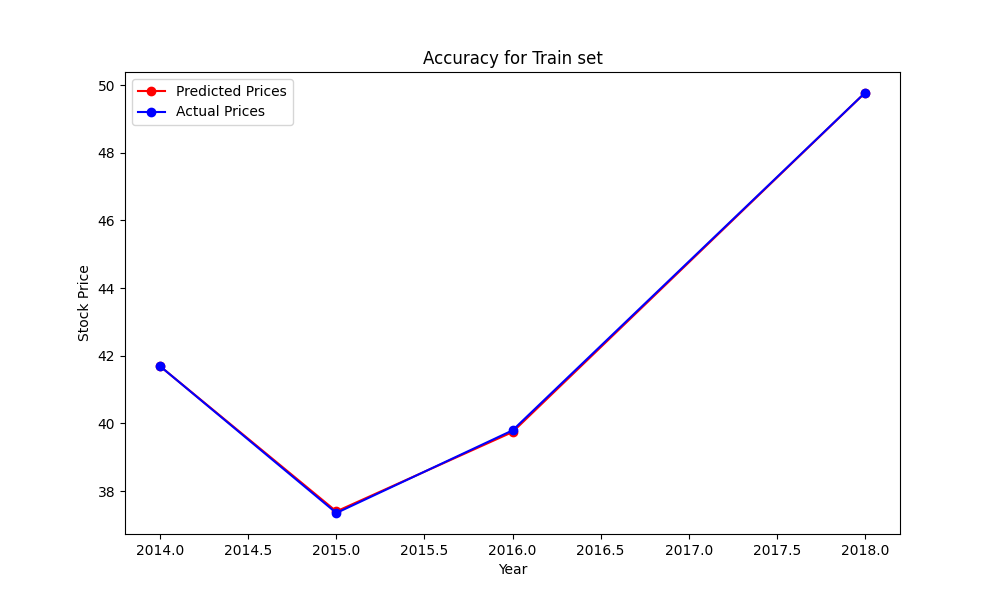 Accuracy for Train set
Predicted Prices
Actual Prices
50
48
46
44
42
40
38
Stock Price
2014.0 2014.5 2015.0 2015.5 2016.0 2016.5 2017.0 2017.5 2018.0
Year